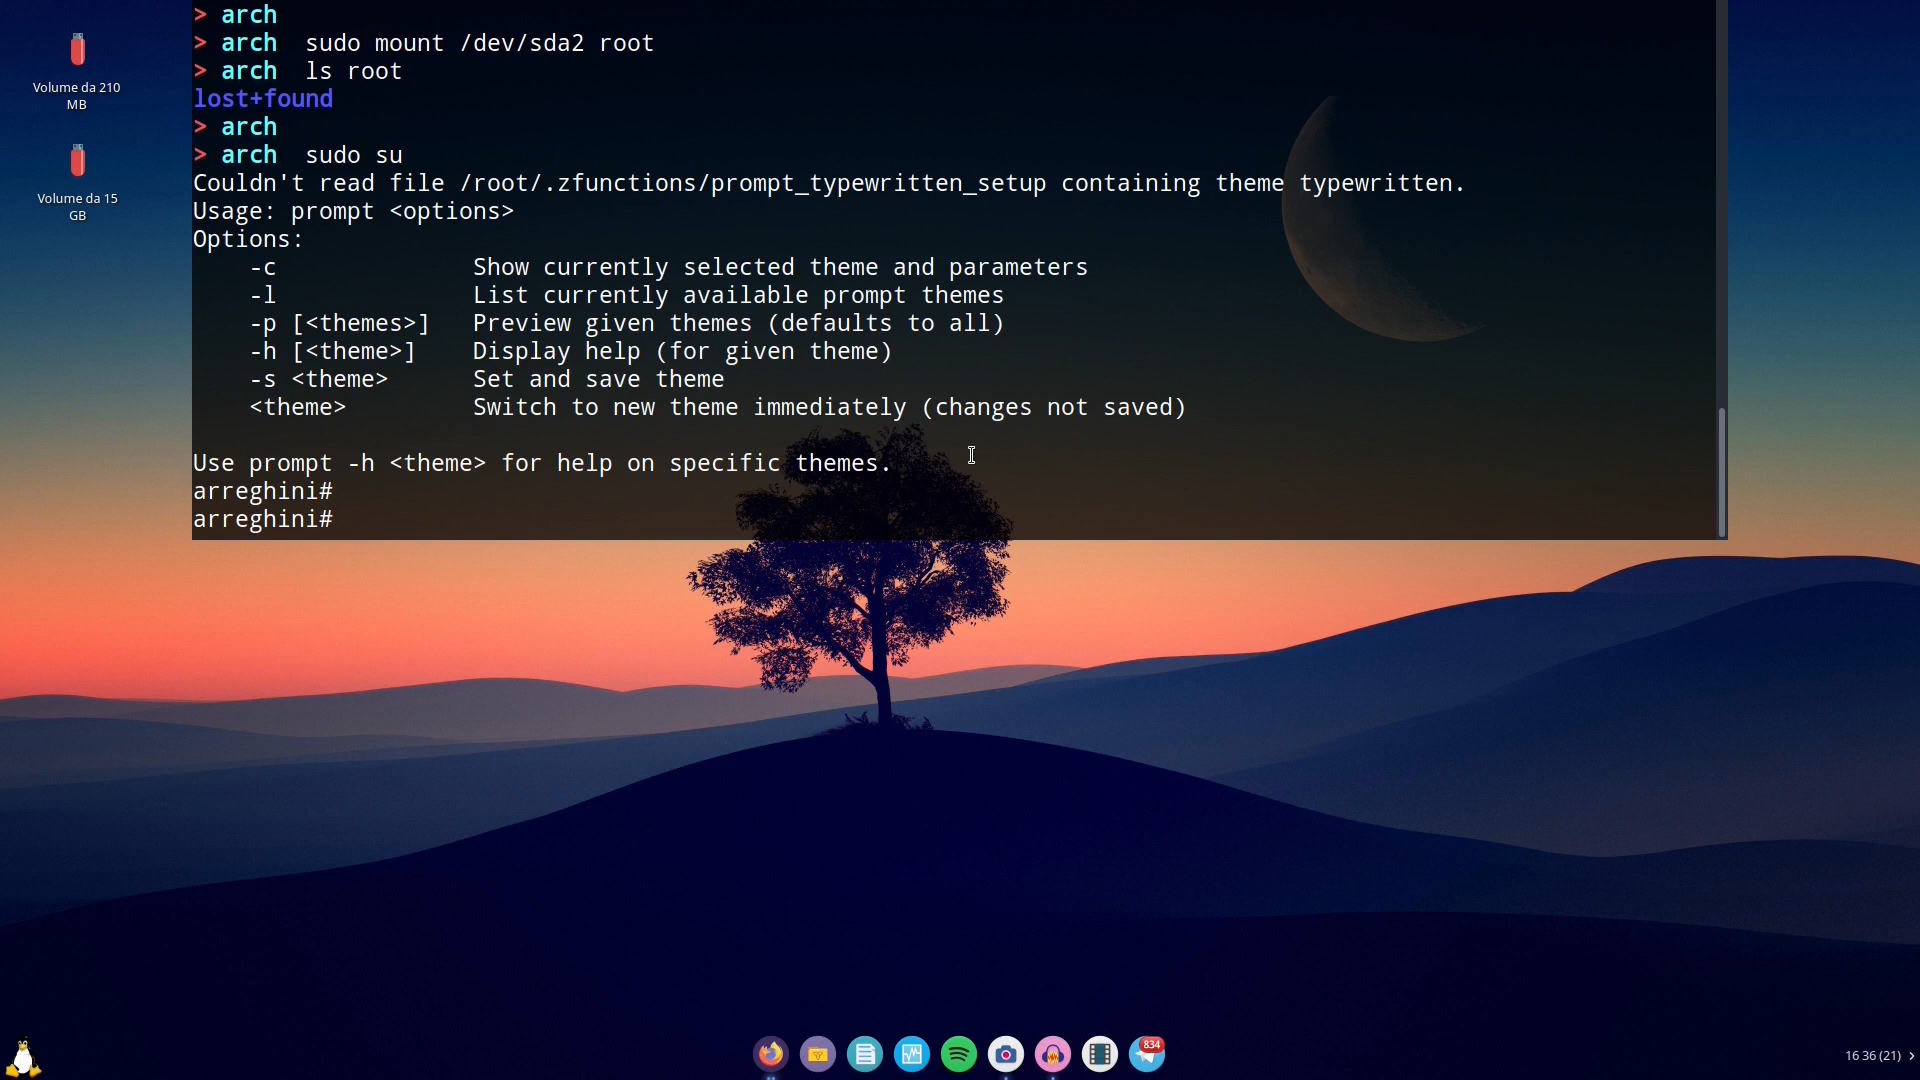 > arch
> arch  sudo mount /dev/sda2 root
> arch  ls root
lost+found
> arch
> arch  sudo su
Couldn't read file /root/.zfunctions/prompt_typewritten_setup containing theme typewritten.
Usage: prompt <options>
Options:
    -c              Show currently selected theme and parameters
    -l              List currently available prompt themes
    -p [<themes>]   Preview given themes (defaults to all)
    -h [<theme>]    Display help (for given theme)
    -s <theme>      Set and save theme
    <theme>         Switch to new theme immediately (changes not saved)
Use prompt -h <theme> for help on specific themes.
arreghini#
arreghini#
Volume da 210
MB
Volume da 15
GB
834
16 36 (21)